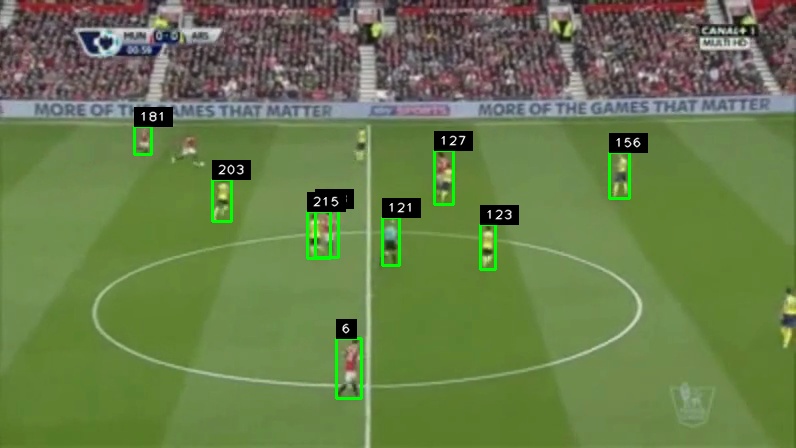 MUN 0-0 ARS
00:59
CANAL+ 1
MULTI HD
MORE OF THE GAMES THAT MATTER sky SPORTS MORE OF THE GAMES THAT MATTER
181
127
156
203
215
121
123
6